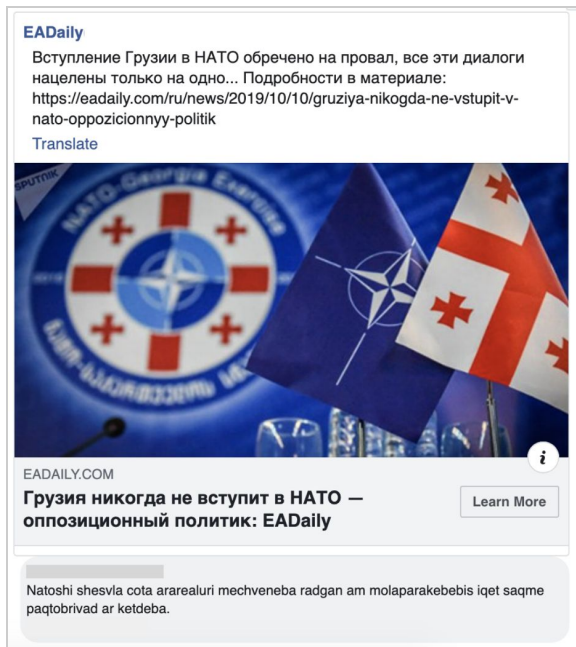 EADaily
Вступление Грузии в НАТО обречено на провал, все эти диалоги
нацелены только на одно... Подробности в материале:
https://eadaily.com/ru/news/2019/10/10/gruziya-nikogda-ne-vstupit-v-
nato-oppozicionnyy-politik
Translate
SPUTNIK
NATO-Georgia Exercise
EADAILY.COM
Грузия никогда не вступит в НАТО —
оппозиционный политик: EADaily
Learn More
Natoshi shesvla cota ararealuri mechveneba radgan am molaparakebebis iqet saqme
paqtobrivad ar ketdeba.